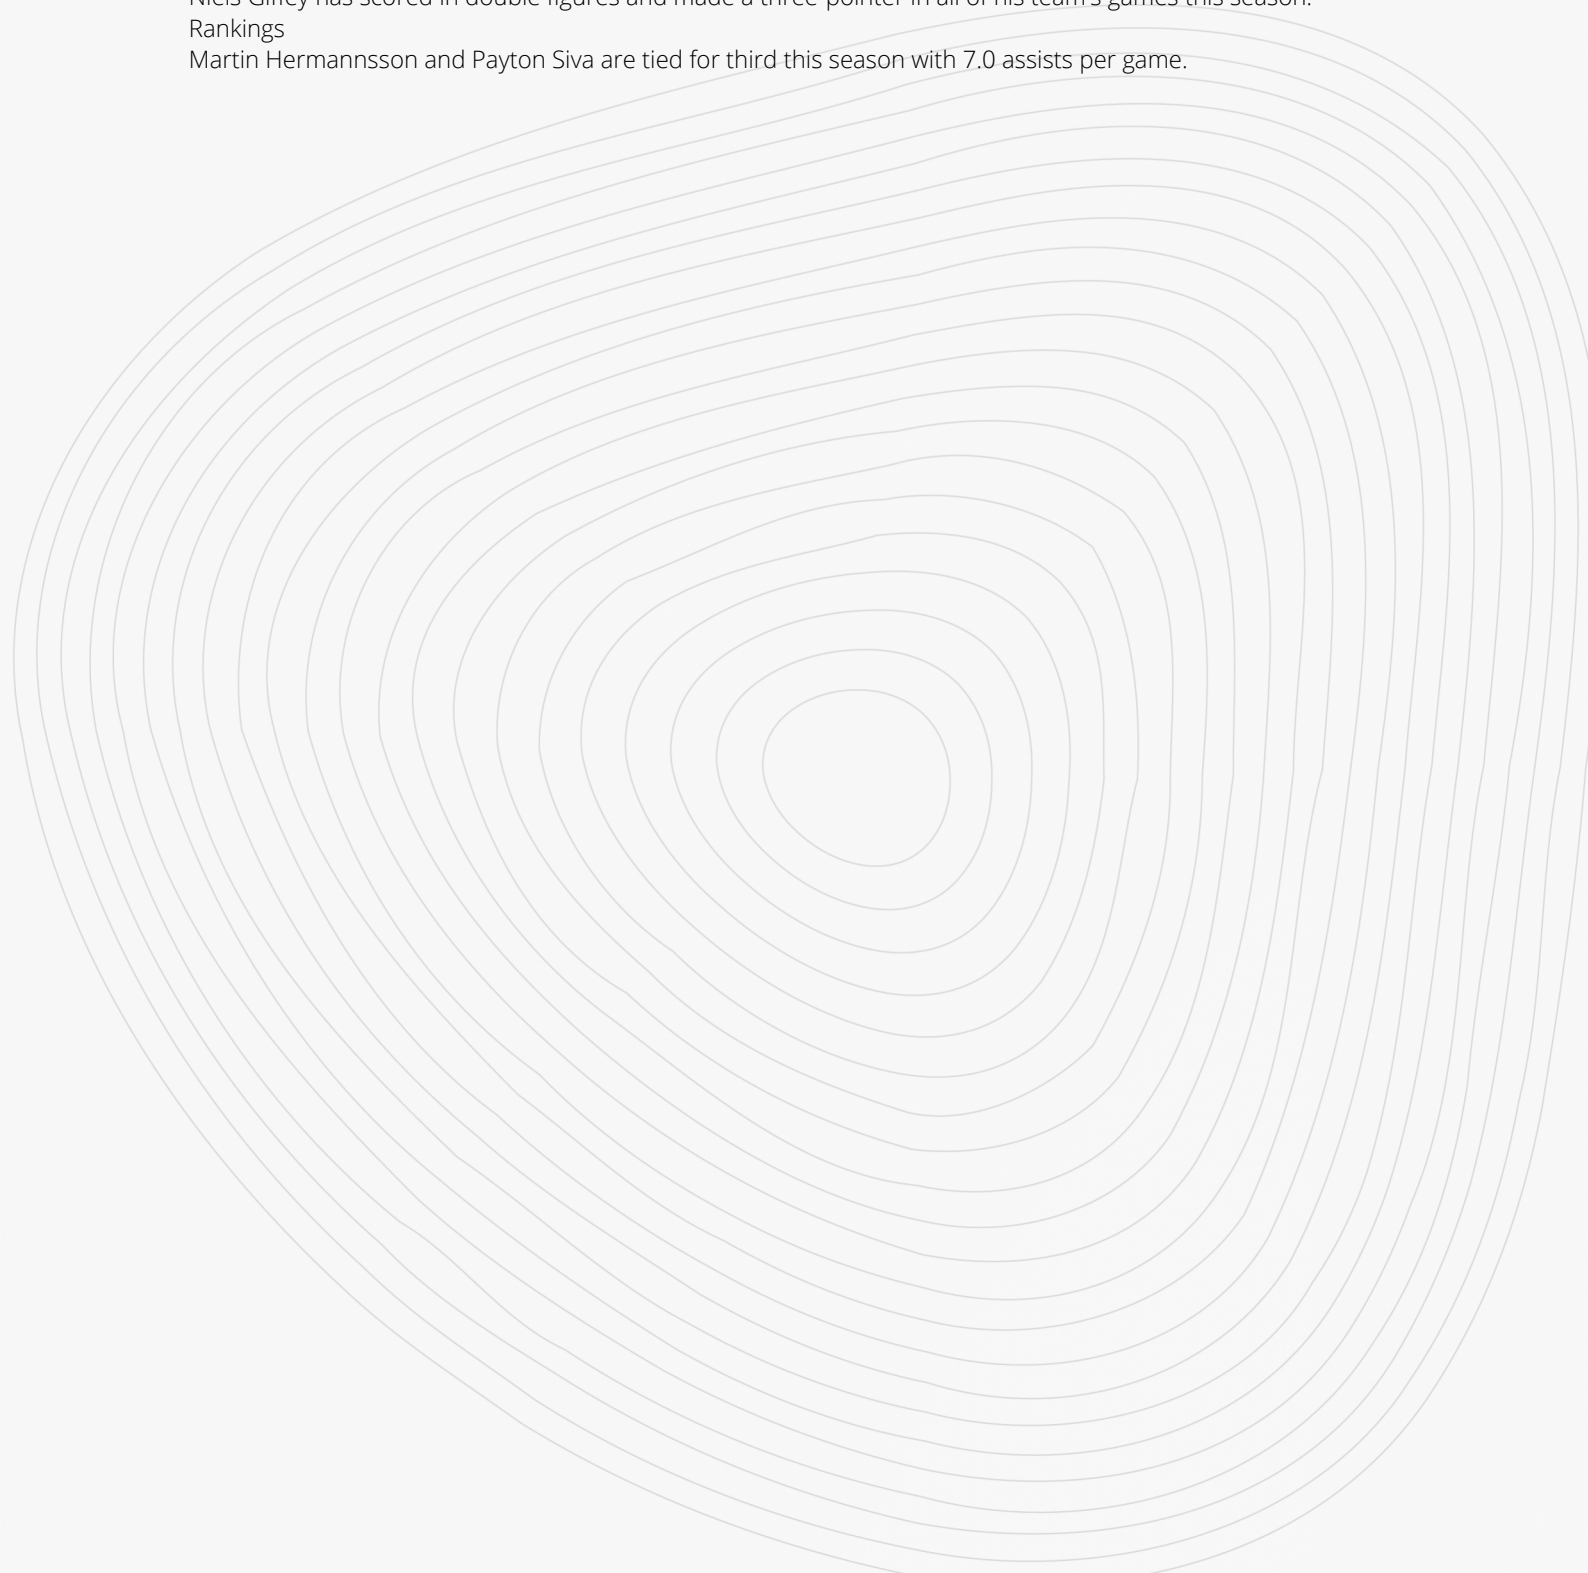 Niels Giffey has scored in double figures and made a three-pointer in all of his team's games this season.
Rankings
Martin Hermannsson and Payton Siva are tied for third this season with 7.0 assists per game.